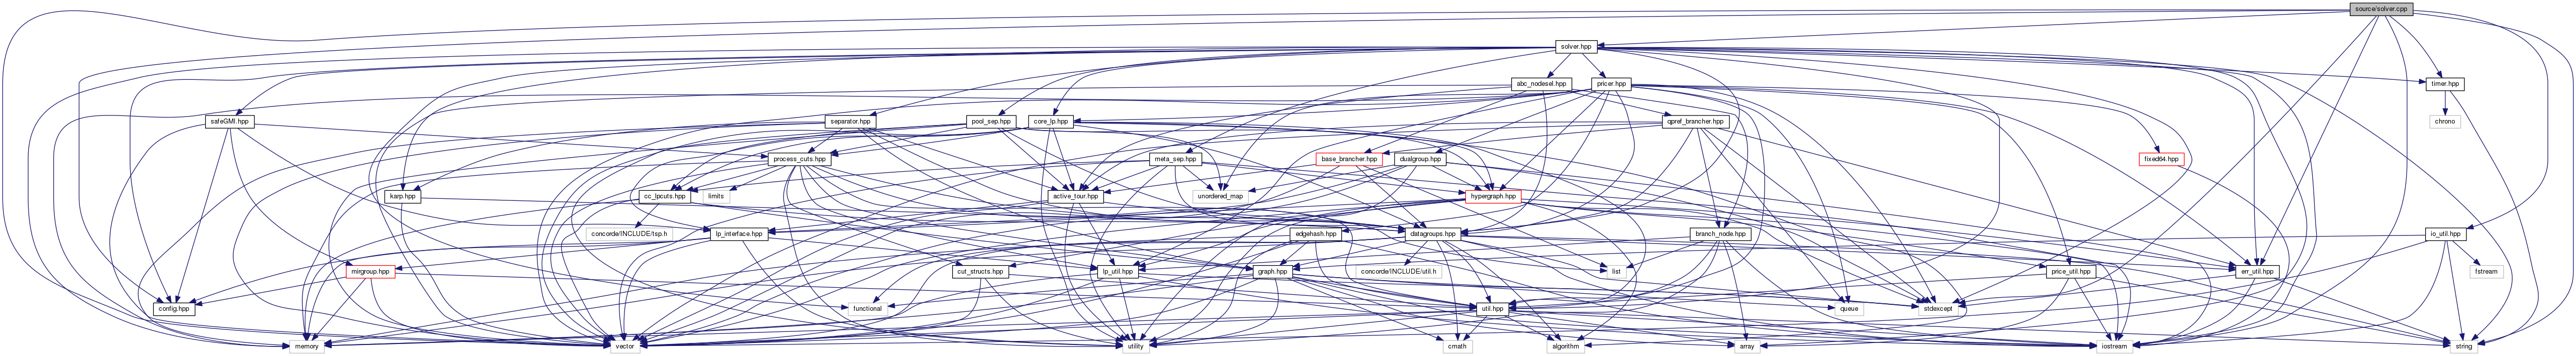 source/solver.cpp
solver.hpp
abc_nodesel.hpp
pricer.hpp
timer.hpp
safeGMI.hpp
separator.hpp
pool_sep.hpp
core_lp.hpp
qpref_brancher.hpp
chrono
process_cuts.hpp
meta_sep.hpp
base_brancher.hpp
dualgroup.hpp
fixed64.hpp
karp.hpp
cc_lpcuts.hpp
limits
active_tour.hpp
unordered_map
hypergraph.hpp
concorde/INCLUDE/tsp.h
lp_interface.hpp
edgehash.hpp
datagroups.hpp
branch_node.hpp
io_util.hpp
mirgroup.hpp
cut_structs.hpp
lp_util.hpp
graph.hpp
list
concorde/INCLUDE/util.h
price_util.hpp
err_util.hpp
fstream
config.hpp
functional
util.hpp
queue
stdexcept
memory
vector
utility
cmath
algorithm
array
iostream
string